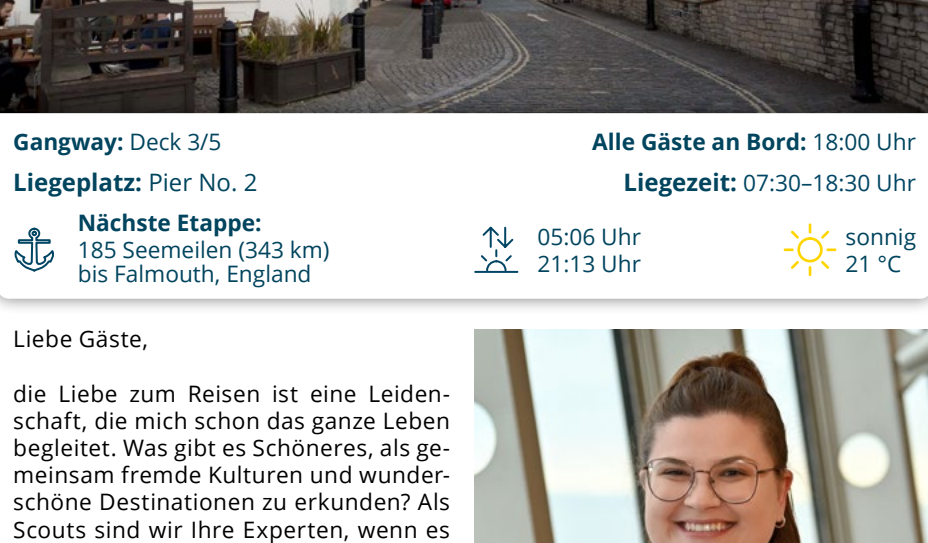 Gangway: Deck 3/5
Alle Gäste an Bord: 18:00 Uhr
Liegeplatz: Pier No. 2
Liegezeit: 07:30–18:30 Uhr
Nächste Etappe:
185 Seemeilen (343 km)
bis Falmouth, England
05:06 Uhr
21:13 Uhr
sonnig
21 °C
Liebe Gäste,
die Liebe zum Reisen ist eine Leiden-
schaft, die mich schon das ganze Leben
begleitet. Was gibt es Schöneres, als ge-
meinsam fremde Kulturen und wunder-
schöne Destinationen zu erkunden? Als
Scouts sind wir Ihre Experten, wenn es